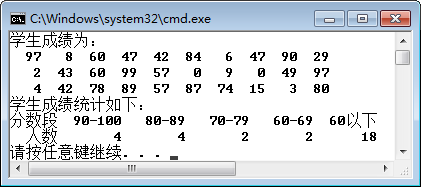 C:\Windows\system32\cmd.exe
学生成绩为:
97 8 60 47 42 84 6 47 90 29
2 43 60 99 57 0 9 0 49 97
4 42 78 89 57 87 74 15 3 80
学生成绩统计如下:
分数段 90-100 80-89 70-79 60-69 60以下
人数 4 4 2 2 18
请按任意键继续. . .